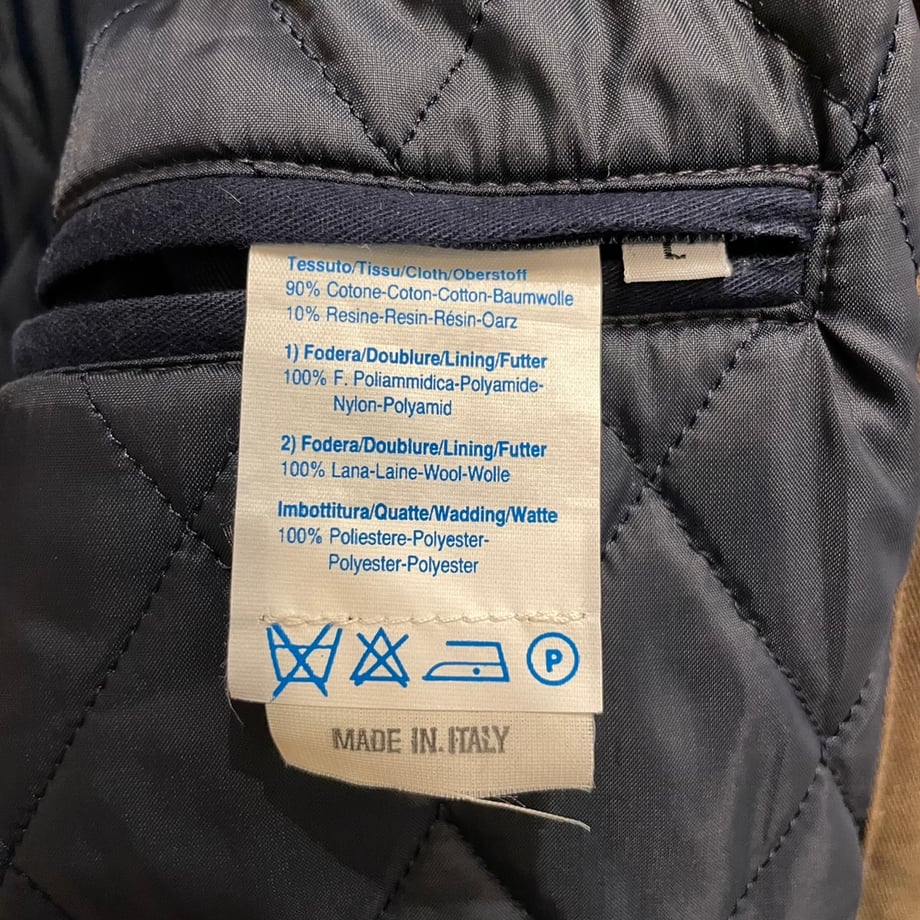 Tessuto/Tissu/Cloth/Oberstoff
90% Cotone-Coton-Cotton-Baumwolle
10% Resine-Resin-Résin-Oarz
1) Fodera/Doublure/Lining/Futter
100% F. Poliammidica-Polyamide-
Nylon-Polyamid
2) Fodera/Doublure/Lining/Futter
100% Lana-Laine-Wool-Wolle
Imbottitura/Quatte/Wadding/Watte
100% Poliestere-Polyester-
Polyester-Polyester
P
MADE IN. ITALY